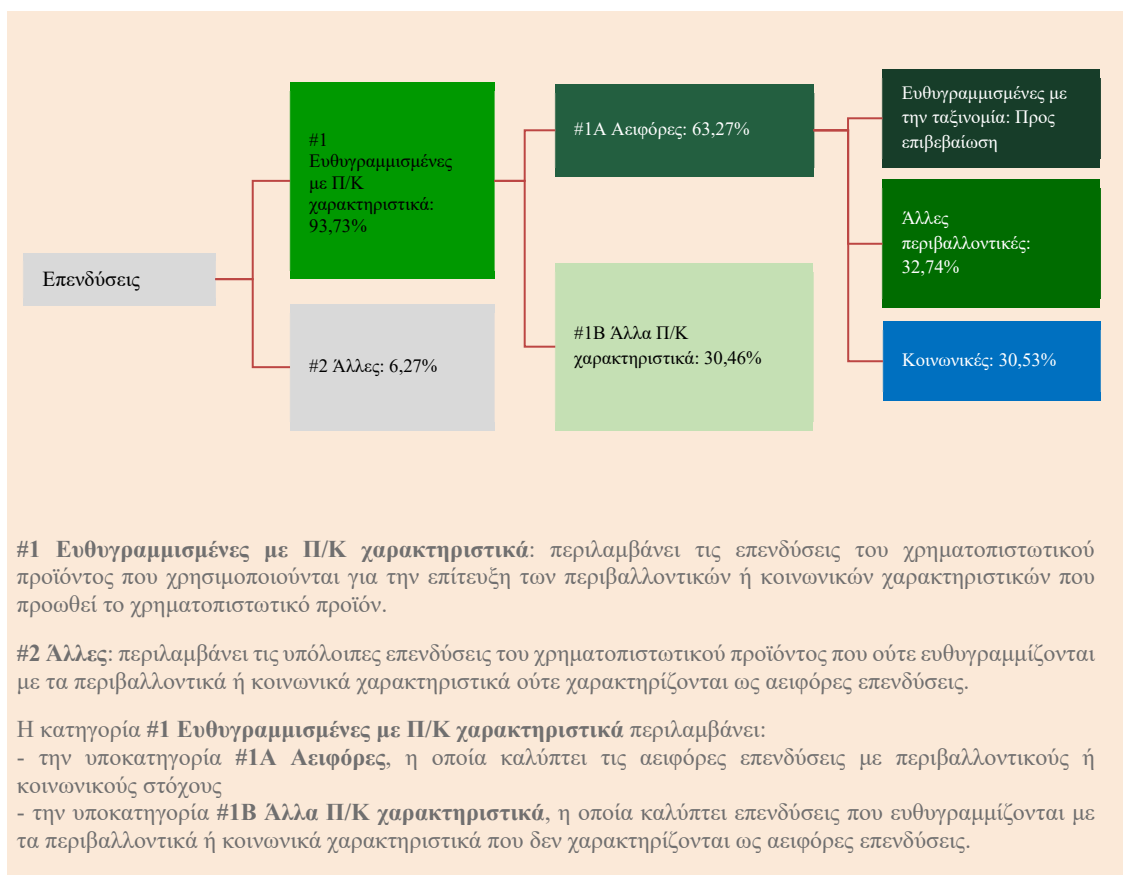 Επενδύσεις
#1
Ευθυγραμμισμένες
με Π/Κ
χαρακτηριστικά:
93,73%
#2 Άλλες: 6,27%
#1Α Αειφόρες: 63,27%
#1Β Άλλα Π/Κ
χαρακτηριστικά: 30,46%
Ευθυγραμμισμένες με
την ταξινομία: Προς
επιβεβαίωση
Άλλες
περιβαλλοντικές:
32,74%
Κοινωνικές: 30,53%
#1 Ευθυγραμμισμένες με Π/Κ χαρακτηριστικά: περιλαμβάνει τις επενδύσεις του χρηματοπιστωτικού
προϊόντος που χρησιμοποιούνται για την επίτευξη των περιβαλλοντικών ή κοινωνικών χαρακτηριστικών που
προωθεί το χρηματοπιστωτικό προϊόν.
#2 Άλλες: περιλαμβάνει τις υπόλοιπες επενδύσεις του χρηματοπιστωτικού προϊόντος που ούτε ευθυγραμμίζονται
με τα περιβαλλοντικά ή κοινωνικά χαρακτηριστικά ούτε χαρακτηρίζονται ως αειφόρες επενδύσεις.
Η κατηγορία #1 Ευθυγραμμισμένες με Π/Κ χαρακτηριστικά περιλαμβάνει:
- την υποκατηγορία #1Α Αειφόρες, η οποία καλύπτει τις αειφόρες επενδύσεις με περιβαλλοντικούς ή
κοινωνικούς στόχους
- την υποκατηγορία #1Β Άλλα Π/Κ χαρακτηριστικά, η οποία καλύπτει επενδύσεις που ευθυγραμμίζονται με
τα περιβαλλοντικά ή κοινωνικά χαρακτηριστικά που δεν χαρακτηρίζονται ως αειφόρες επενδύσεις.